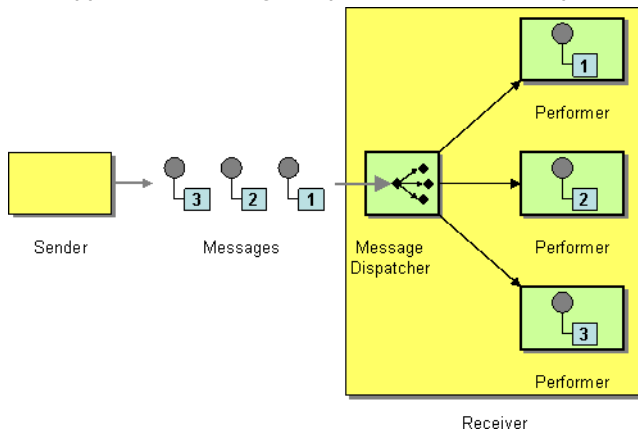 1
Performer
3 2 1
2
Sender
Messages
Message
Dispatcher
Performer
3
Performer
Receiver